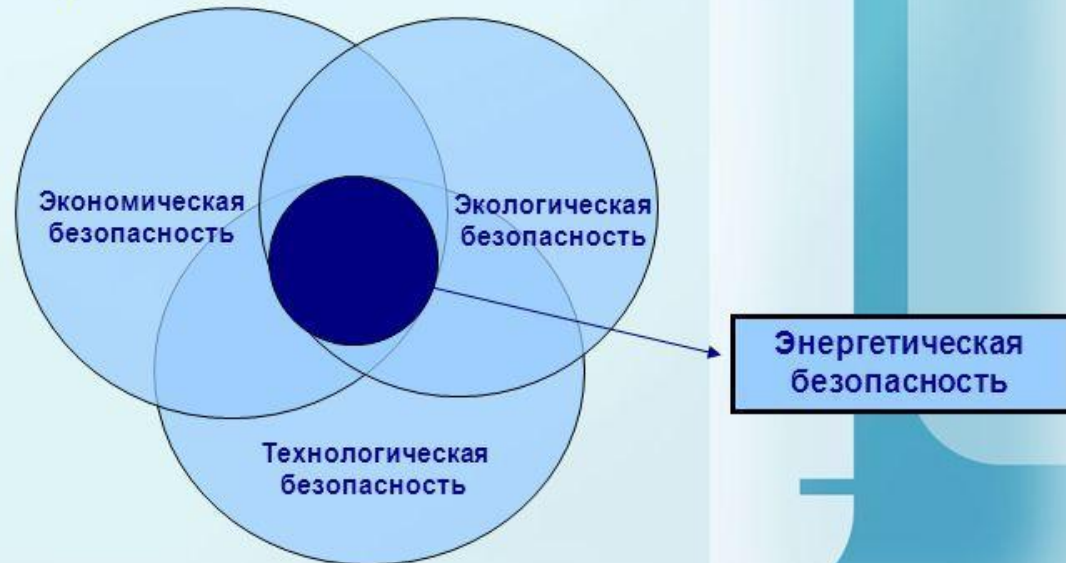 Экономическая
безопасность
Экологическая
безопасность
Энергетическая
безопасность
Технологическая
безопасность